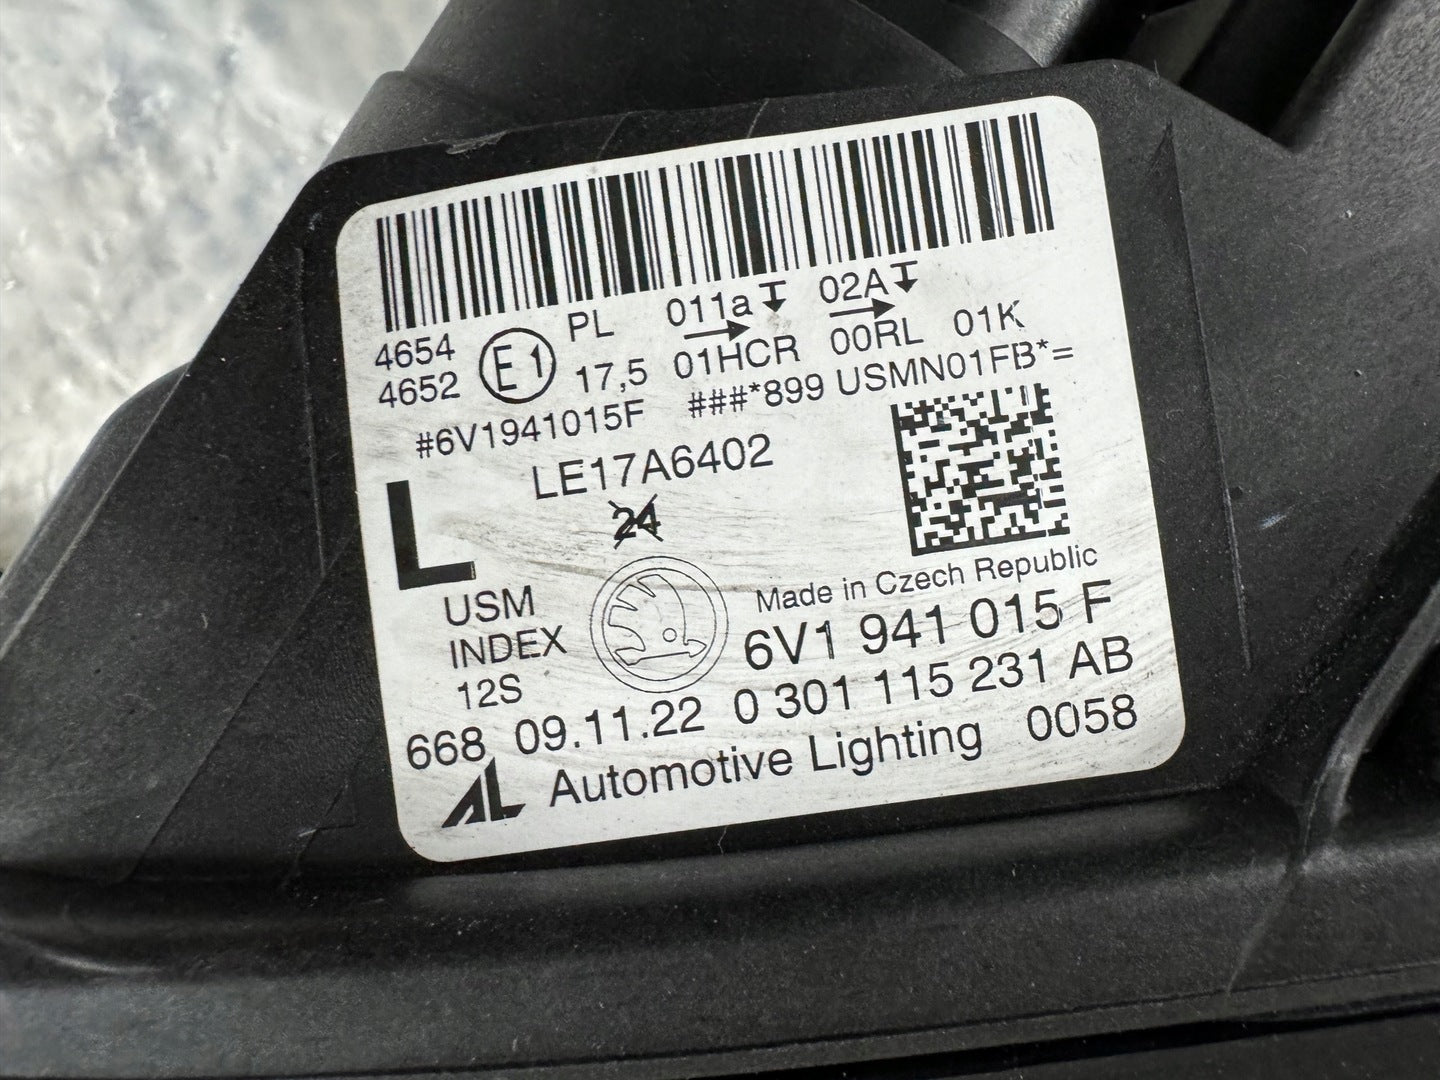 4654 E1 PL 011a 02A
4652 17,5 01HCR 00RL 01K
#6V1941015F ###*899 USMN01FB*=
LE17A6402
24
L
Made in Czech Republic
USM
INDEX
12S
6V1 941 015 F
668 09.11.22 0 301 115 231 AB
AL Automotive Lighting 0058